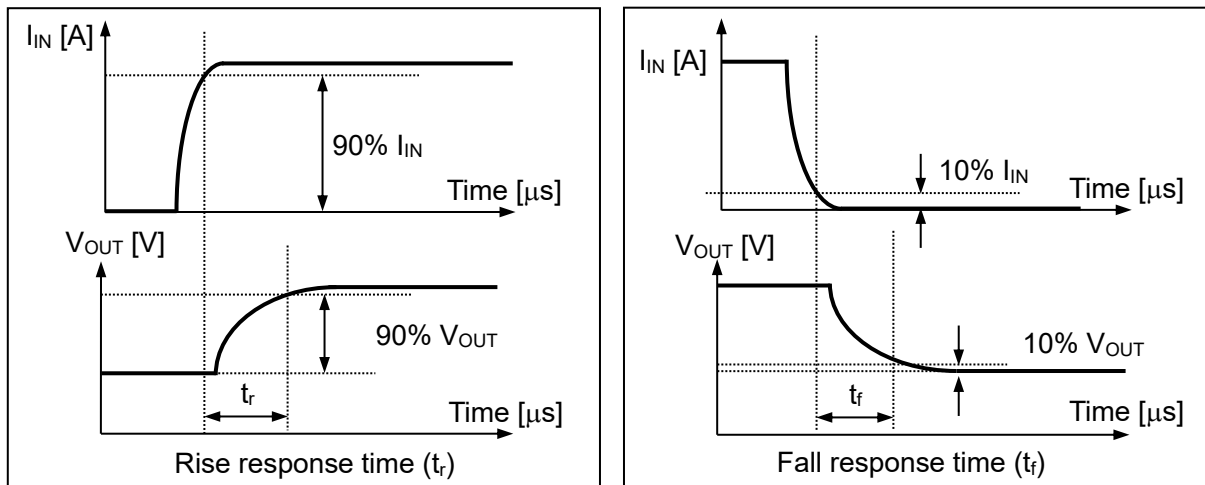 I_IN [A]
90% I_IN
Time [μs]
V_OUT [V]
90% V_OUT
t_r
Time [μs]
Rise response time (t_r)
I_IN [A]
10% I_IN
Time [μs]
V_OUT [V]
10% V_OUT
t_f
Time [μs]
Fall response time (t_f)